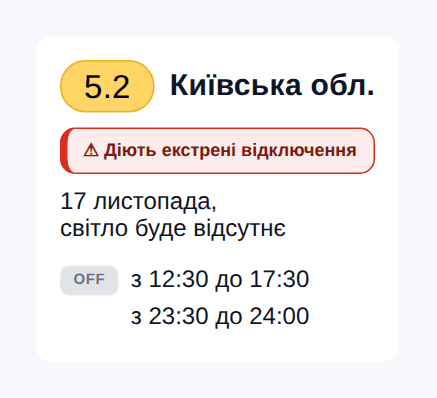 5.2 Київська обл.
⚠ Діють екстрені відключення
17 листопада,
світло буде відсутнє
OFF з 12:30 до 17:30
з 23:30 до 24:00